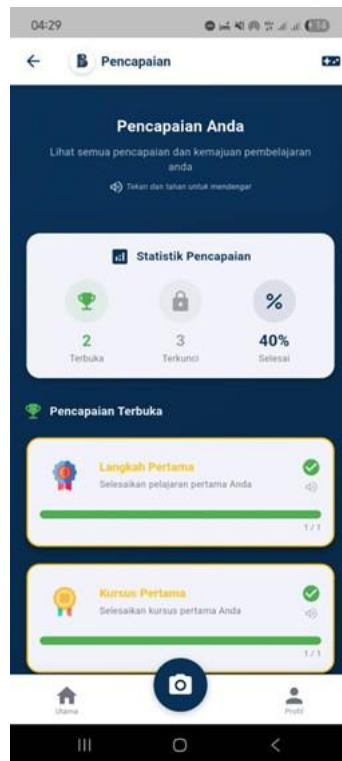 04:29
Pencapaian
Pencapaian Anda
Lihat semua pencapaian dan kemajuan pembelajaran
anda
Tekan dan tahan untuk mendengar
Statistik Pencapaian
2
3
40%
Terbuka
Terkunci
Selesai
Pencapaian Terbuka
Langkah Pertama
Selesaikan pelajaran pertama Anda
1 / 1
Kursus Pertama
Selesaikan kursus pertama Anda
1 / 1
Utama
Profil